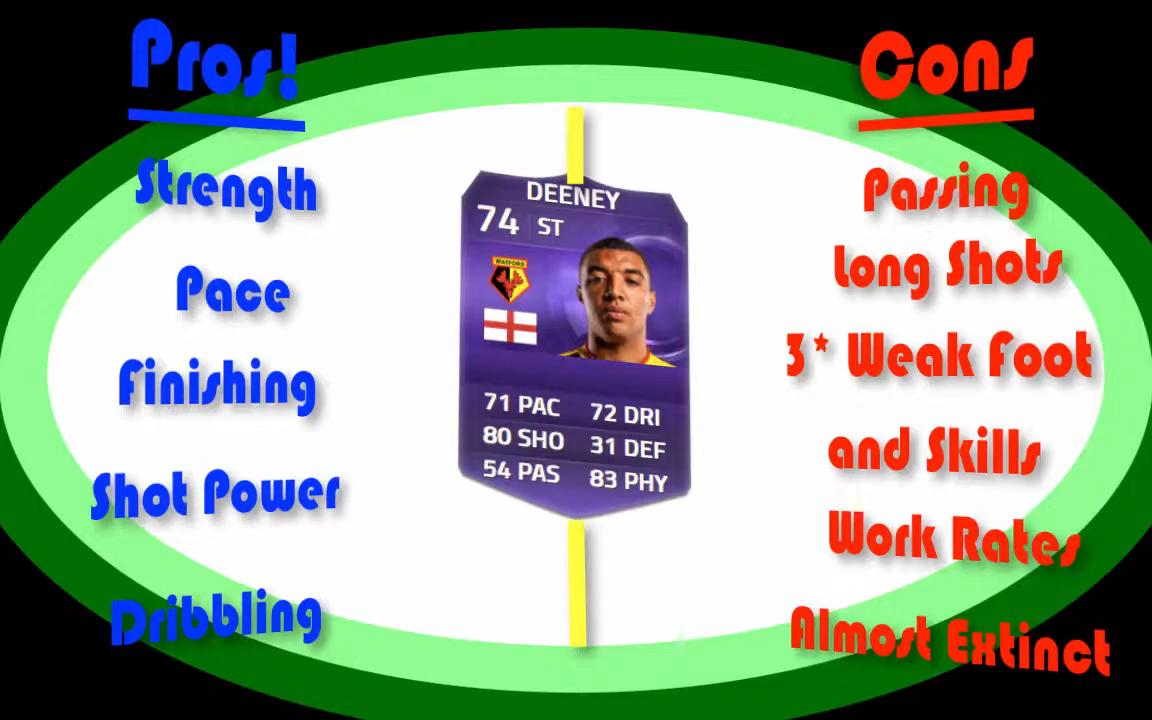 Pros!
Strength
Pace
Finishing
Shot Power
Dribbling
DEENEY
74 ST
WATFORD
71 PAC 72 DRI
80 SHO 31 DEF
54 PAS 83 PHY
Cons
Passing
Long Shots
3* Weak Foot
and Skills
Work Rates
Almost Extinct